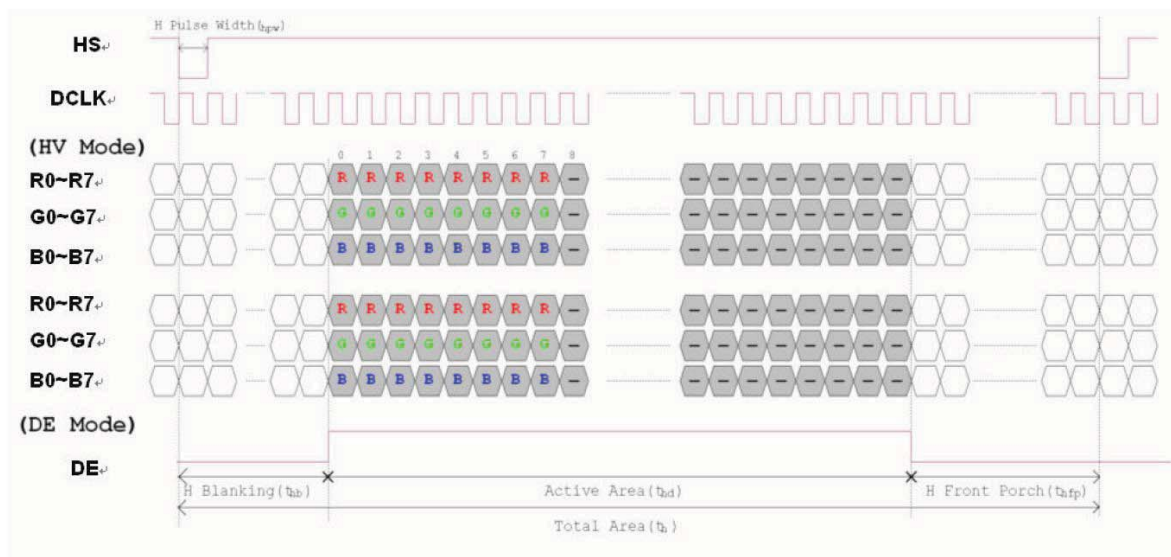 H Pulse Width(thpw)
HS
DCLK
(HV Mode)
0 1 2 3 4 5 6 7 8
R0~R7 R R R R R R R R - - - - - - - - -
G0~G7 G G G G G G G G - - - - - - - - -
B0~B7 B B B B B B B B - - - - - - - - -
R0~R7 R R R R R R R R - - - - - - - - -
G0~G7 G G G G G G G G - - - - - - - - -
B0~B7 B B B B B B B B - - - - - - - - -
(DE Mode)
DE
H Blanking(thb) Active Area(thd) H Front Porch(thfp)
Total Area(th)